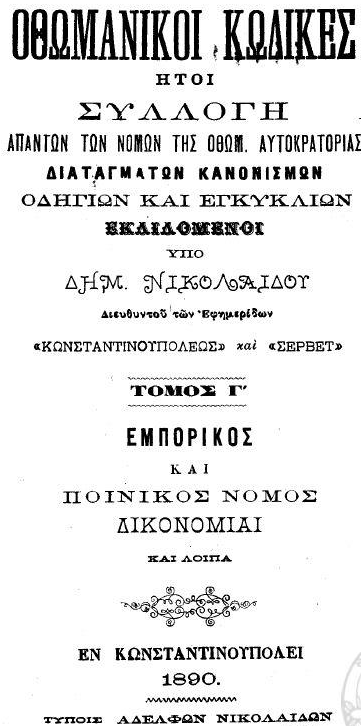 ΟΘΩΜΑΝΙΚΟΙ ΚΩΔΙΚΕΣ
ΗΤΟΙ
ΣΥΛΛΟΓΗ
ΑΠΑΝΤΩΝ ΤΩΝ ΝΟΜΩΝ ΤΗΣ ΟΘΩΜ. ΑΥΤΟΚΡΑΤΟΡΙΑΣ
ΔΙΑΤΑΓΜΑΤΩΝ ΚΑΝΟΝΙΣΜΩΝ
ΟΔΗΓΙΩΝ ΚΑΙ ΕΓΚΥΚΛΙΩΝ
ΕΚΔΙΔΟΜΕΝΟΙ
ΥΠΟ
ΔΗΜ. ΝΙΚΟΛΑΙΔΟΥ
Διευθυντοῦ τῶν Ἐφημερίδων
«ΚΩΝΣΤΑΝΤΙΝΟΥΠΟΛΕΩΣ» καὶ «ΣΕΡΒΕΤ»
ΤΟΜΟΣ Γ'
ΕΜΠΟΡΙΚΟΣ
ΚΑΙ
ΠΟΙΝΙΚΟΣ ΝΟΜΟΣ
ΔΙΚΟΝΟΜΙΑΙ
ΚΑΙ ΛΟΙΠΑ
ΕΝ ΚΩΝΣΤΑΝΤΙΝΟΥΠΟΛΕΙ
1890.
ΤΥΠΟΙΣ ΑΔΕΛΦΩΝ ΝΙΚΟΛΑΙΔΩΝ